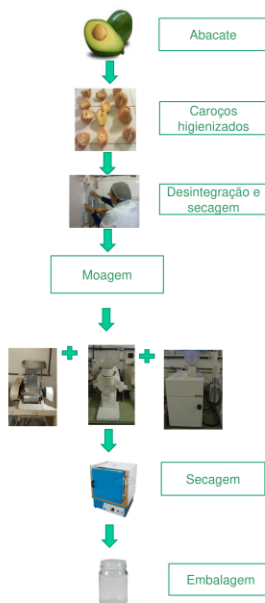 Abacate
Caroços
higienizados
Desintegração e
secagem
Moagem
Secagem
Embalagem